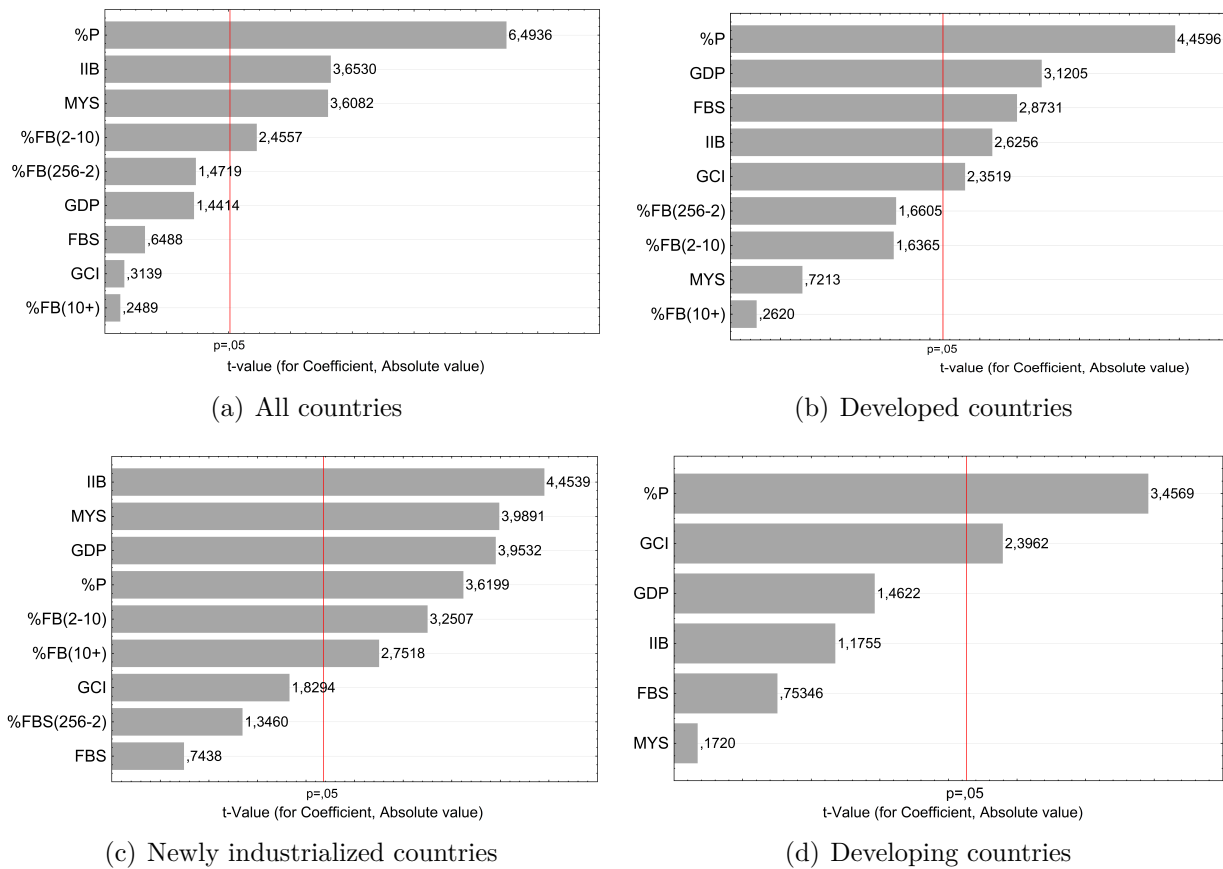 %P 6,4936
IIB 3,6530
MYS 3,6082
%FB(2-10) 2,4557
%FB(256-2) 1,4719
GDP 1,4414
FBS ,6488
GCI ,3139
%FB(10+) ,2489
p=,05
t-value (for Coefficient, Absolute value)
(a) All countries
%P 4,4596
GDP 3,1205
FBS 2,8731
IIB 2,6256
GCI 2,3519
%FB(256-2) 1,6605
%FB(2-10) 1,6365
MYS ,7213
%FB(10+) ,2620
p=,05
t-value (for Coefficient, Absolute value)
(b) Developed countries
IIB 4,4539
MYS 3,9891
GDP 3,9532
%P 3,6199
%FB(2-10) 3,2507
%FB(10+) 2,7518
GCI 1,8294
%FBS(256-2) 1,3460
FBS ,7438
p=,05
t-Value (for Coefficient, Absolute value)
(c) Newly industrialized countries
%P 3,4569
GCI 2,3962
GDP 1,4622
IIB 1,1755
FBS ,75346
MYS ,1720
p=,05
t-Value (for Coefficient, Absolute value)
(d) Developing countries